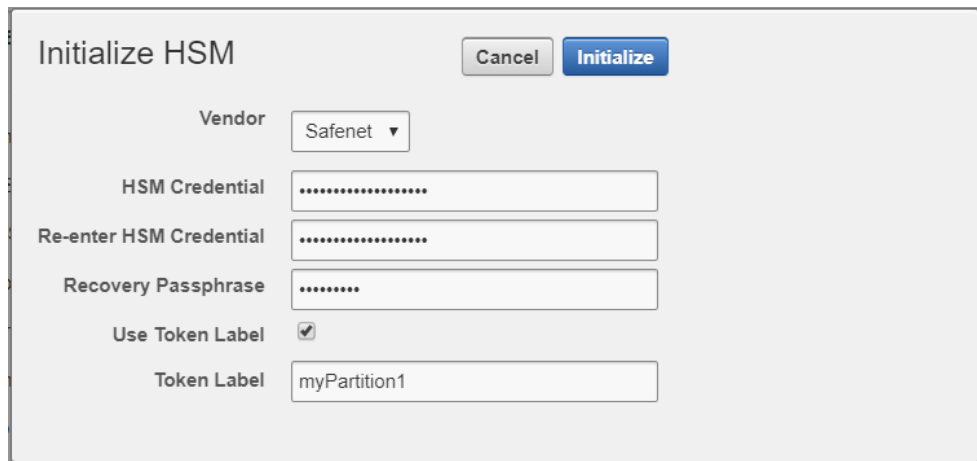 Initialize HSM
Cancel
Initialize
Vendor
Safenet
HSM Credential
•••••••••••••••••••
Re-enter HSM Credential
•••••••••••••••••••
Recovery Passphrase
•••••••••
Use Token Label
Token Label
myPartition1